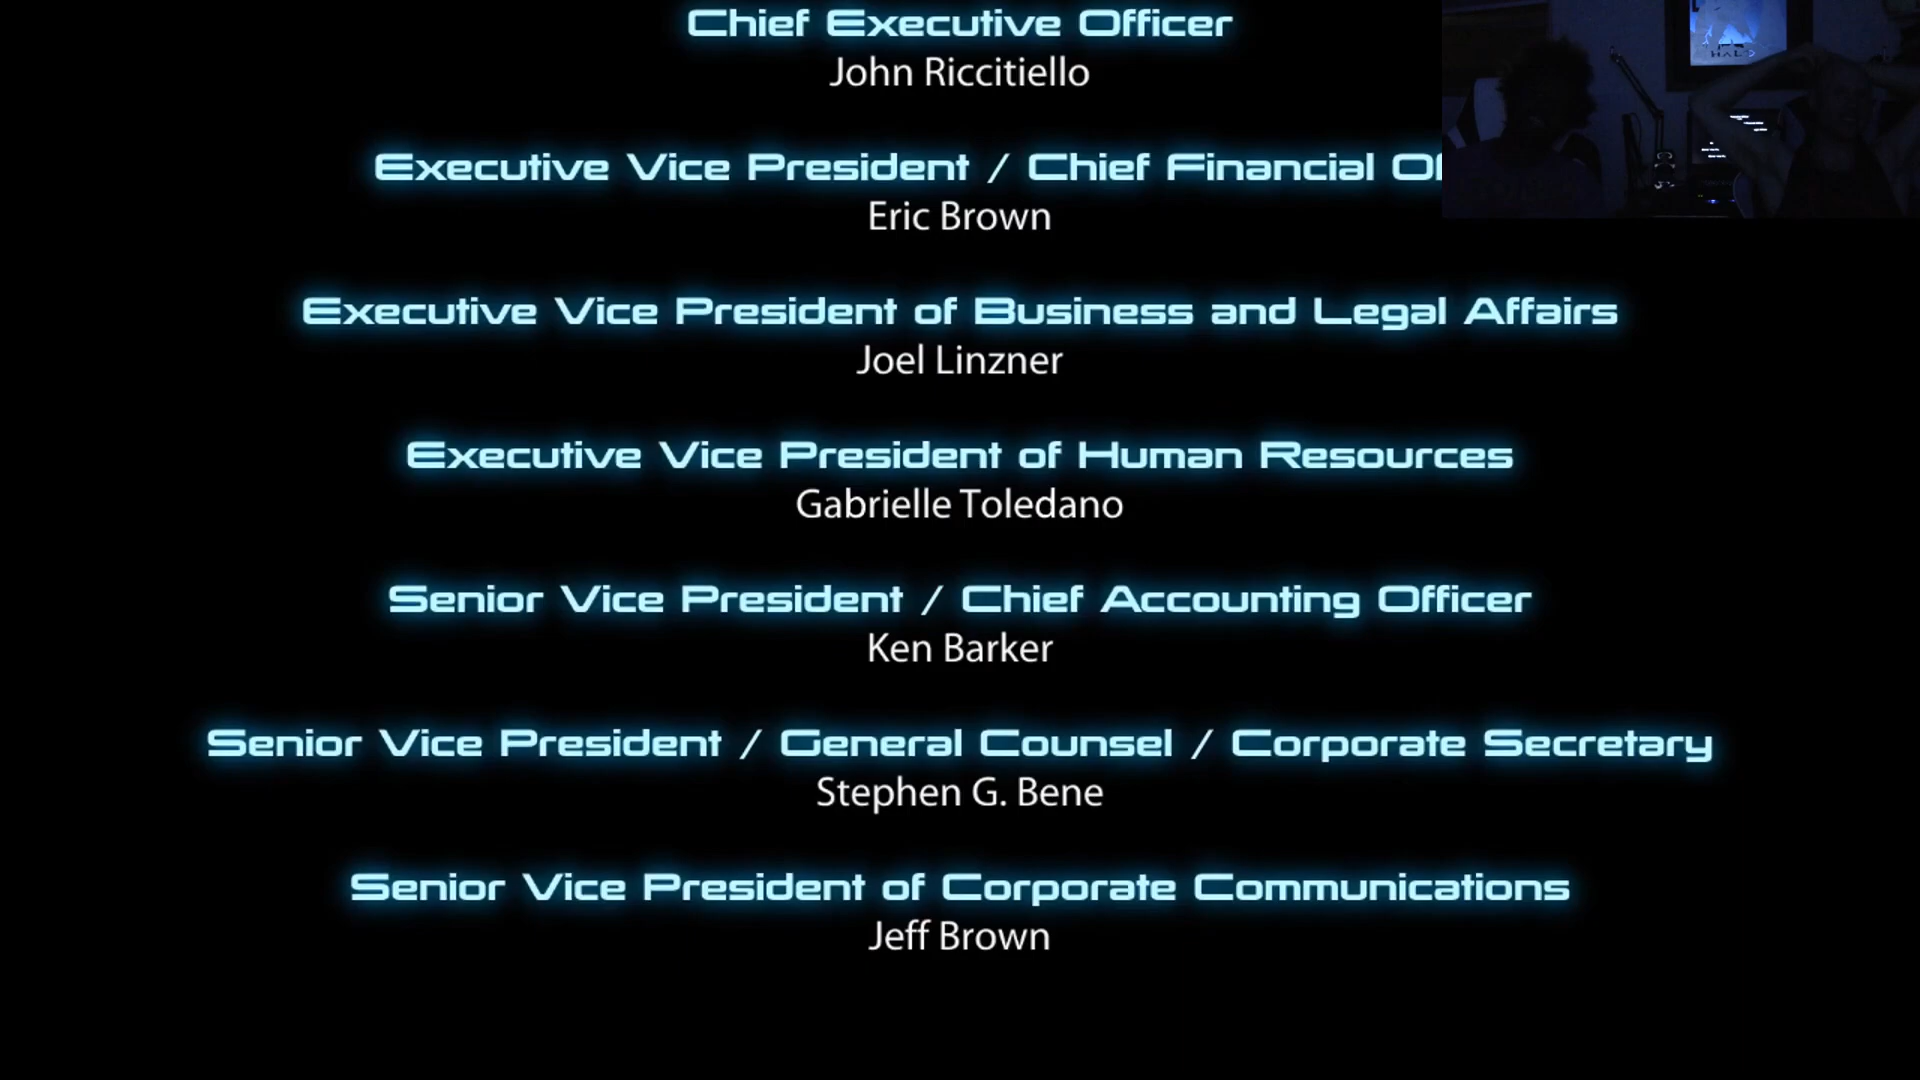 Chief Executive Officer
John Riccitiello
Executive Vice President / Chief Financial
Eric Brown
Executive Vice President of Business and Legal Affairs
Joel Linzner
Executive Vice President of Human Resources
Gabrielle Toledano
Senior Vice President / Chief Accounting Officer
Ken Barker
Senior Vice President / General Counsel / Corporate Secretary
Stephen G. Bene
Senior Vice President of Corporate Communications
Jeff Brown
HALO